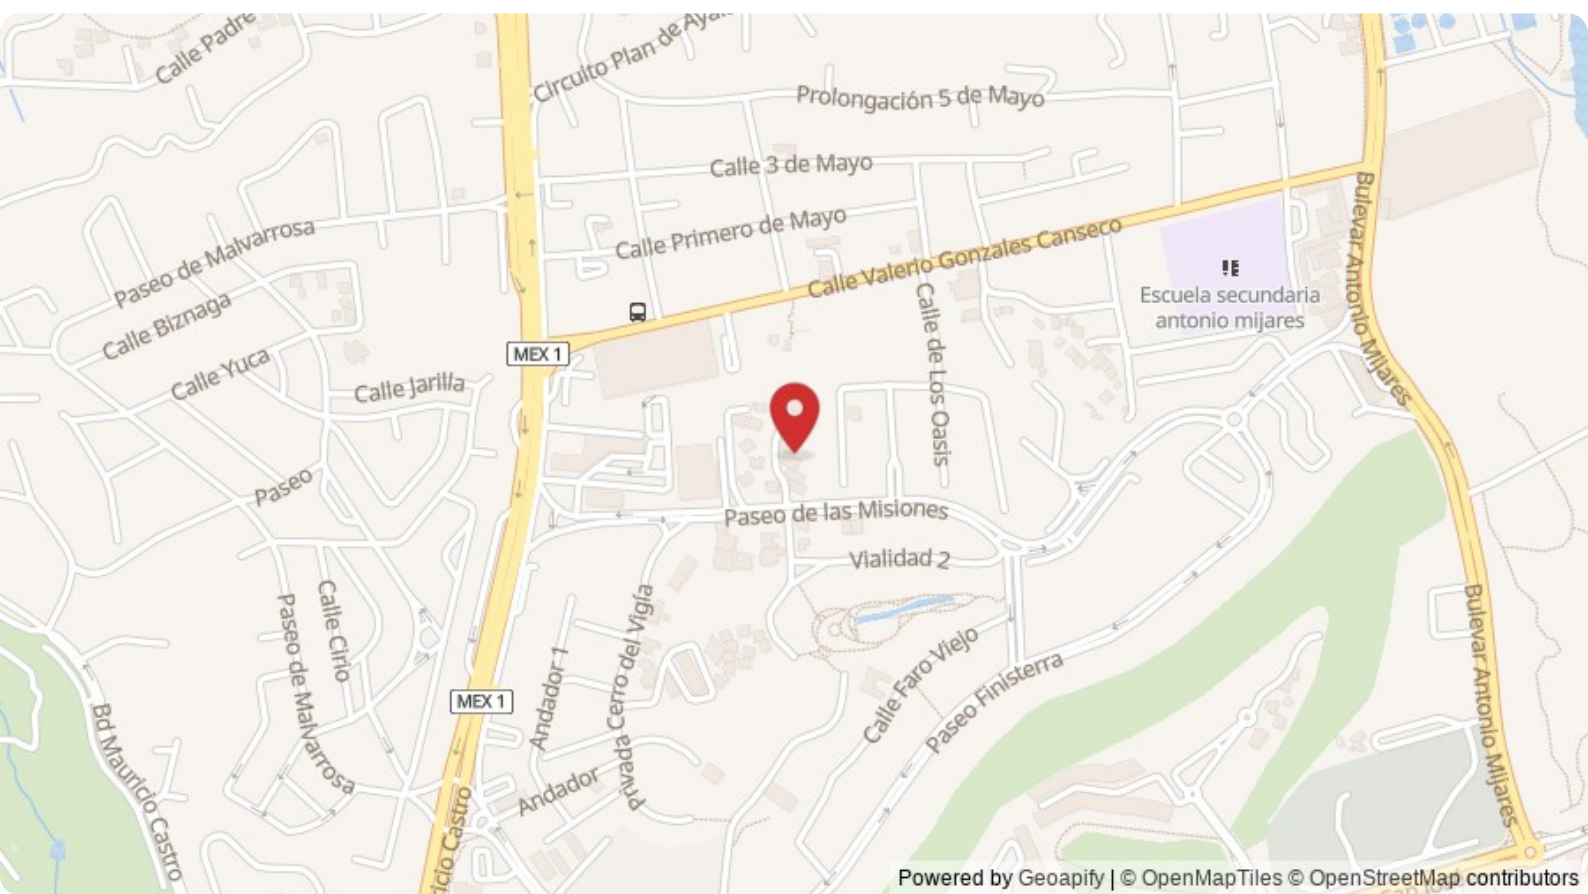 Calle Padre
Circuito Plan de Ayala
Prolongación 5 de Mayo
Calle 3 de Mayo
Calle Primero de Mayo
Paseo de Malvarrosa
Calle Valerio Gonzales Canseco
Bulevar Antonio Mijares
Escuela secundaria
antonio mijares
Calle Biznaga
MEX 1
Calle Yuca
Calle Jarilla
Calle de Los Oasis
Paseo
Paseo de las Misiones
Vialidad 2
Calle Cirio
Paseo de Malvarrosa
Privada Cerro del Vigía
Andador 1
Calle Faro Viejo
Paseo Finisterra
Bulevar Antonio Mijares
MEX 1
Bd Mauricio Castro
Andador
icio Castro
Powered by Geoapify | © OpenMapTiles © OpenStreetMap contributors